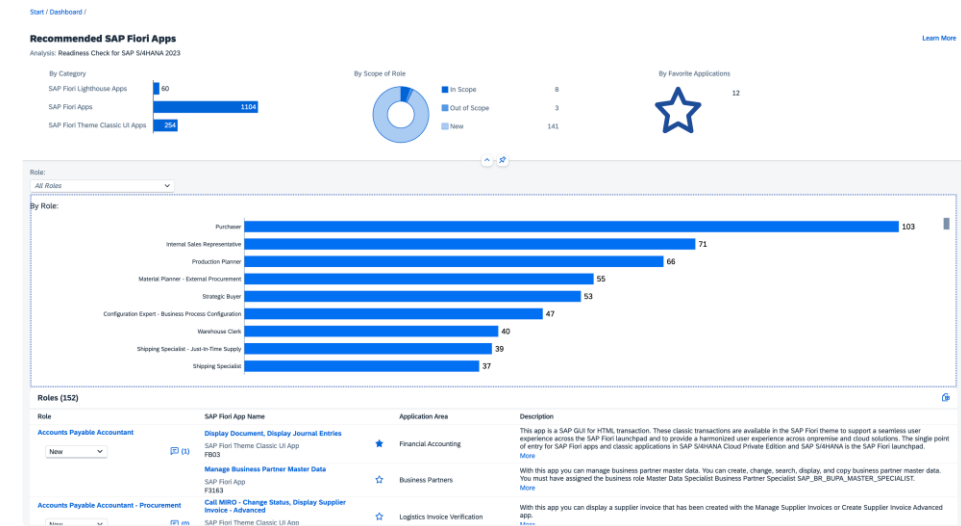 Start / Dashboard /
Recommended SAP Fiori Apps
Learn More
Analysis: Readiness Check for SAP S/4HANA 2023
By Category
SAP Fiori Lighthouse Apps 60
SAP Fiori Apps 1104
SAP Fiori Theme Classic UI Apps 254
By Scope of Role
In Scope 8
Out of Scope 3
New 141
By Favorite Applications
12
Role:
All Roles
By Role:
Purchaser 103
Internal Sales Representative 71
Production Planner 66
Material Planner - External Procurement 55
Strategic Buyer 53
Configuration Expert - Business Process Configuration 47
Warehouse Clerk 40
Shipping Specialist - Just-In-Time Supply 39
Shipping Specialist 37
Roles (152)
Role SAP Fiori App Name Application Area Description
Accounts Payable Accountant
New (1)
Display Document, Display Journal Entries
SAP Fiori Theme Classic UI App
FB03
Financial Accounting
This app is a SAP GUI for HTML transaction. These classic transactions are available in the SAP Fiori theme to support a seamless user
experience across the SAP Fiori launchpad and to provide a harmonized user experience across onpremise and cloud solutions. The single point
of entry for SAP Fiori apps and classic applications in SAP S/4HANA Cloud Private Edition and SAP S/4HANA is the SAP Fiori launchpad.
More
Manage Business Partner Master Data
SAP Fiori App
F3163
Business Partners
With this app you can manage business partner master data. You can create, change, search, display, and copy business partner master data.
You must have assigned the business role Master Data Specialist Business Partner Specialist SAP_BR_BUPA_MASTER_SPECIALIST.
More
Accounts Payable Accountant - Procurement
New
Call MIRO - Change Status, Display Supplier
Invoice - Advanced
SAP Fiori Theme Classic UI App
Logistics Invoice Verification
With this app you can display a supplier invoice that has been created with the Manage Supplier Invoices or Create Supplier Invoice Advanced
app.
More